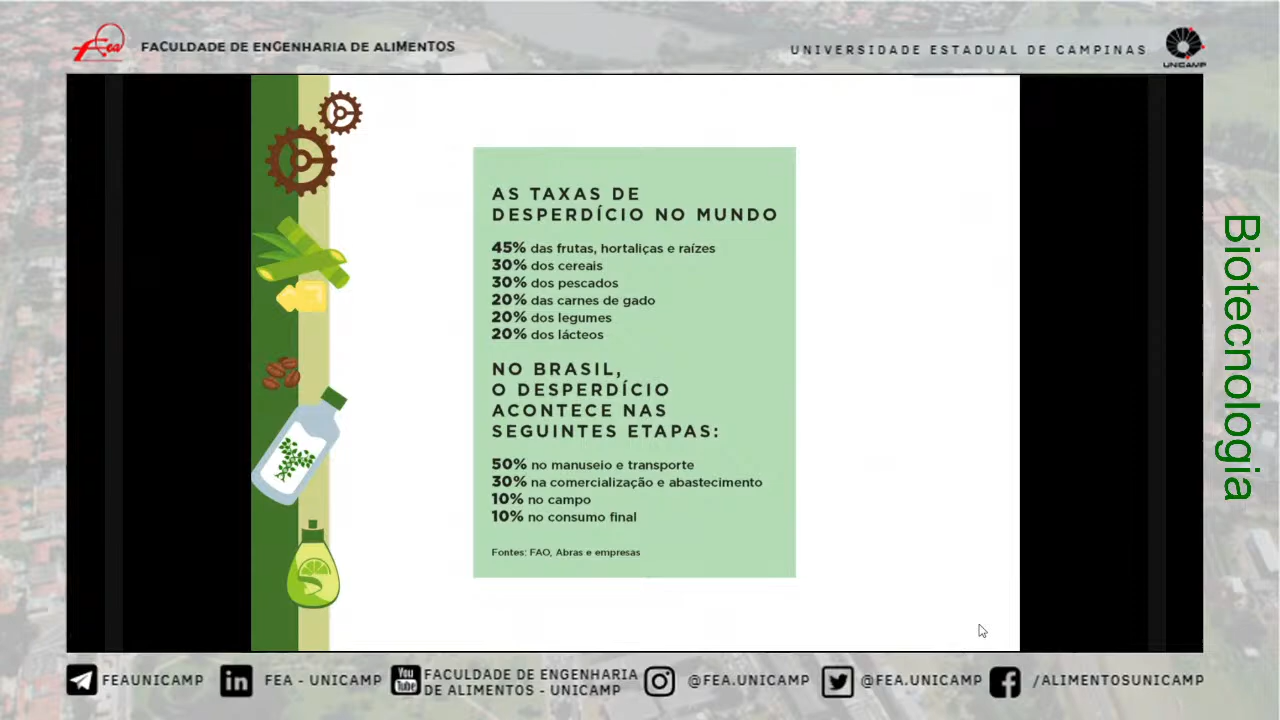 Fea
FACULDADE DE ENGENHARIA DE ALIMENTOS
UNIVERSIDADE ESTADUAL DE CAMPINAS
UNICAMP
AS TAXAS DE
DESPERDÍCIO NO MUNDO
45% das frutas, hortaliças e raízes
30% dos cereais
30% dos pescados
20% das carnes de gado
20% dos legumes
20% dos lácteos
NO BRASIL,
O DESPERDÍCIO
ACONTECE NAS
SEGUINTES ETAPAS:
50% no manuseio e transporte
30% na comercialização e abastecimento
10% no campo
10% no consumo final
Fontes: FAO, Abras e empresas
Biotecnologia
FEAUNICAMP
in
FEA - UNICAMP
You
Tube
FACULDADE DE ENGENHARIA
DE ALIMENTOS - UNICAMP
@FEA.UNICAMP
@FEA.UNICAMP
/ALIMENTOSUNICAMP